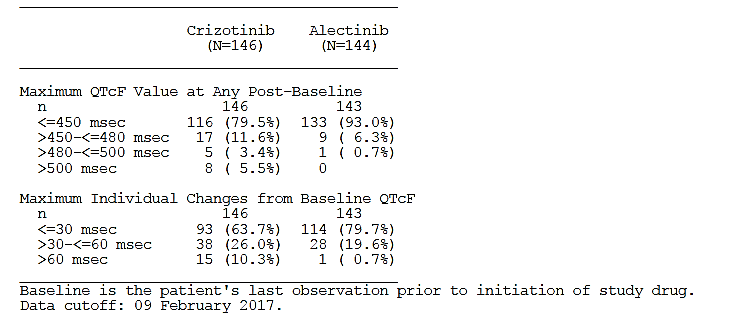 Crizotinib Alectinib
(N=146) (N=144)
Maximum QTcF Value at Any Post-Baseline
n 146 143
<=450 msec 116 (79.5%) 133 (93.0%)
>450-<=480 msec 17 (11.6%) 9 ( 6.3%)
>480-<=500 msec 5 ( 3.4%) 1 ( 0.7%)
>500 msec 8 ( 5.5%) 0
Maximum Individual Changes from Baseline QTcF
n 146 143
<=30 msec 93 (63.7%) 114 (79.7%)
>30-<=60 msec 38 (26.0%) 28 (19.6%)
>60 msec 15 (10.3%) 1 ( 0.7%)
Baseline is the patient's last observation prior to initiation of study drug.
Data cutoff: 09 February 2017.